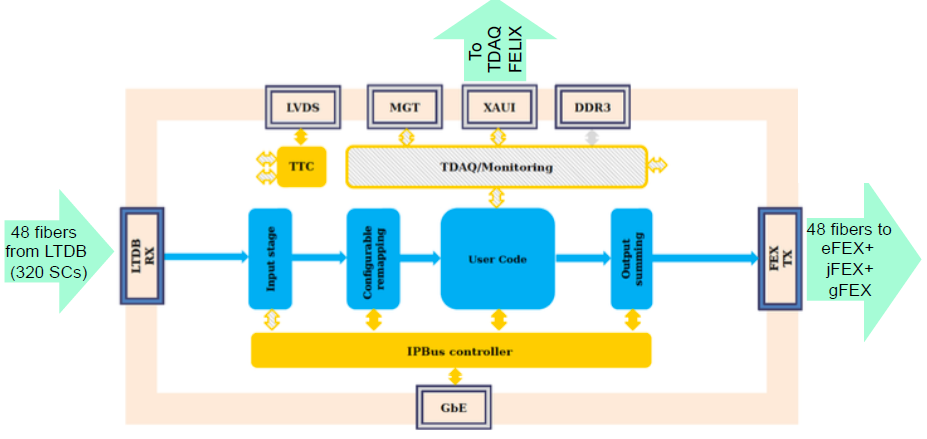 To
TDAQ
FELIX
LVDS
MGT
XAUI
DDR3
TTC
TDAQ/Monitoring
48 fibers
from LTDB
(320 SCs)
LTDB
RX
Input stage
Configurable
remapping
User Code
Output
summing
FEX
TX
48 fibers to
eFEX+
jFEX+
gFEX
IPBus controller
GbE